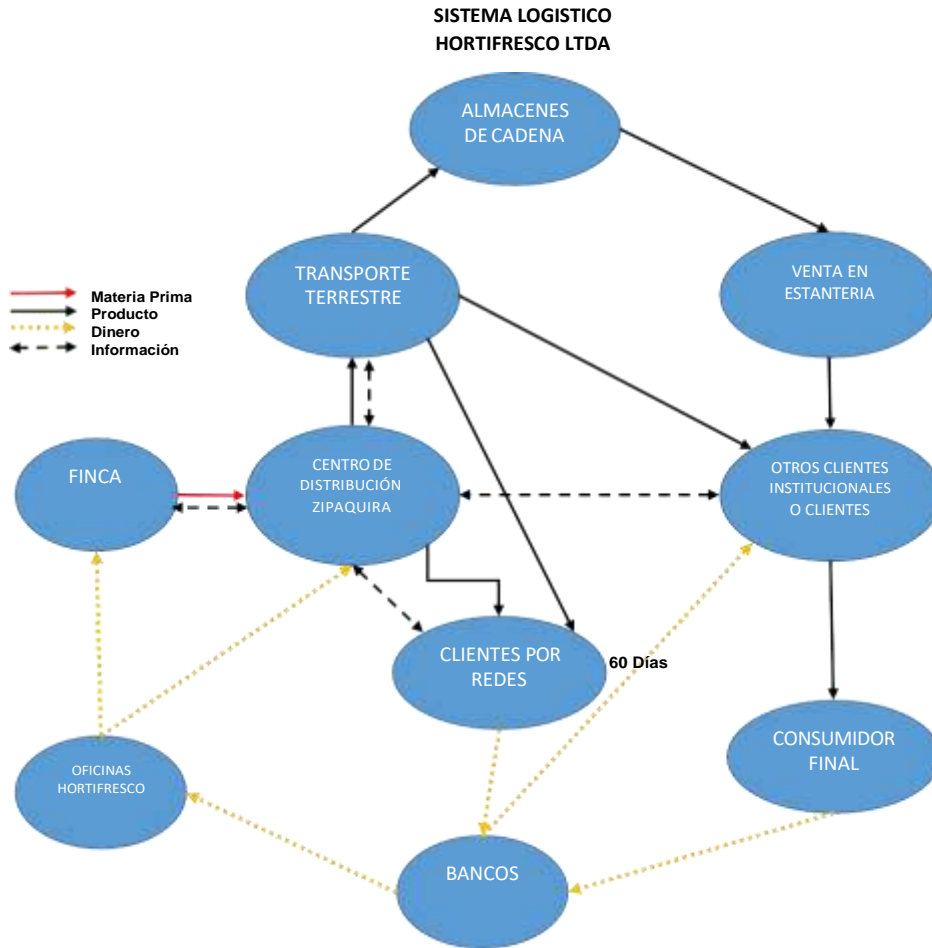 SISTEMA LOGISTICO
HORTIFRESCO LTDA
ALMACENES
DE CADENA
TRANSPORTE
TERRESTRE
VENTA EN
ESTANTERIA
Materia Prima
Producto
Dinero
Información
FINCA
CENTRO DE
DISTRIBUCIÓN
ZIPAQUIRA
OTROS CLIENTES
INSTITUCIONALES
O CLIENTES
CLIENTES POR
REDES
60 Días
OFICINAS
HORTIFRESCO
CONSUMIDOR
FINAL
BANCOS